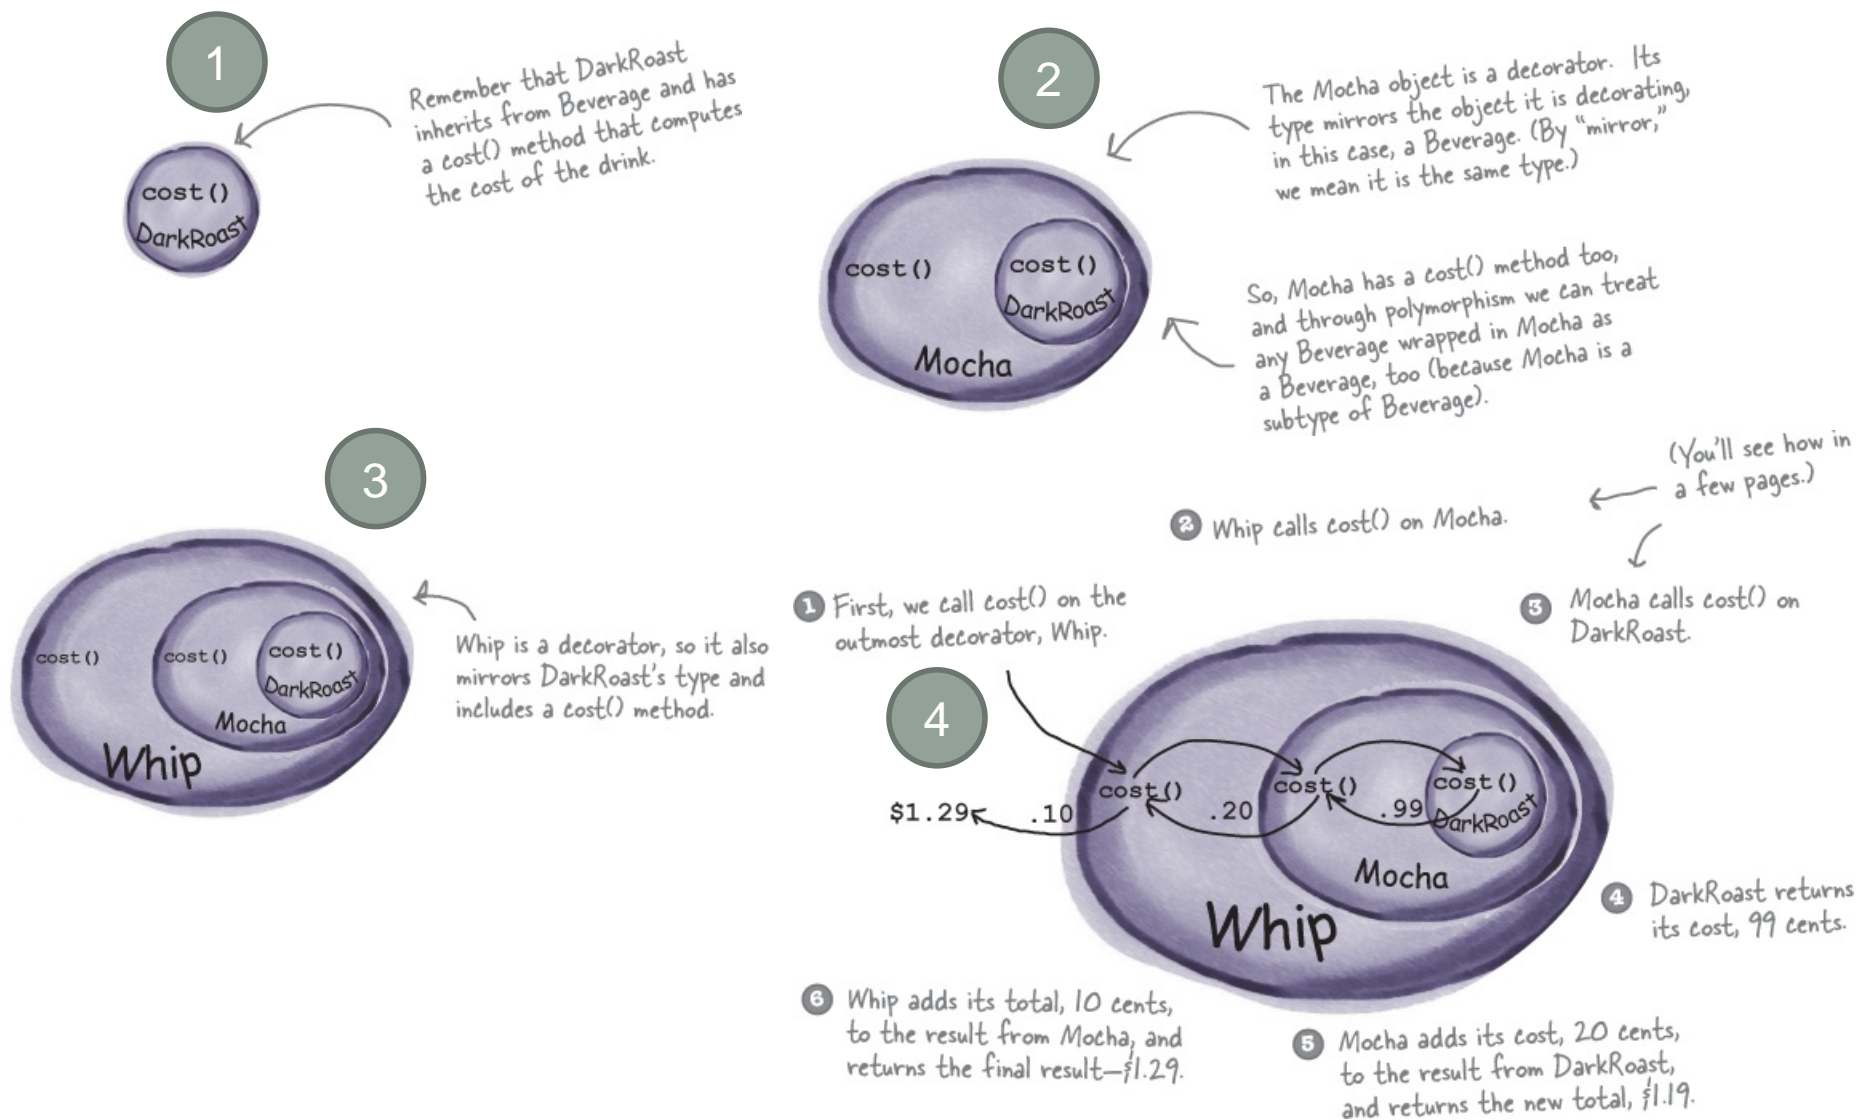 1
Remember that DarkRoast
inherits from Beverage and has
a cost() method that computes
the cost of the drink.
cost()
DarkRoast
2
The Mocha object is a decorator. Its
type mirrors the object it is decorating,
in this case, a Beverage. (By “mirror,”
we mean it is the same type.)
cost()
cost()
DarkRoast
Mocha
So, Mocha has a cost() method too,
and through polymorphism we can treat
any Beverage wrapped in Mocha as
a Beverage, too (because Mocha is a
subtype of Beverage).
3
cost()
cost()
cost()
DarkRoast
Mocha
Whip
Whip is a decorator, so it also
mirrors DarkRoast's type and
includes a cost() method.
(You'll see how in
a few pages.)
2 Whip calls cost() on Mocha.
1 First, we call cost() on the
outmost decorator, Whip.
3 Mocha calls cost() on
DarkRoast.
4
cost()
cost()
cost()
$1.29
.10
.20
.99
DarkRoast
Mocha
Whip
4 DarkRoast returns
its cost, 99 cents.
6 Whip adds its total, 10 cents,
to the result from Mocha, and
returns the final result—$1.29.
5 Mocha adds its cost, 20 cents,
to the result from DarkRoast,
and returns the new total, $1.19.